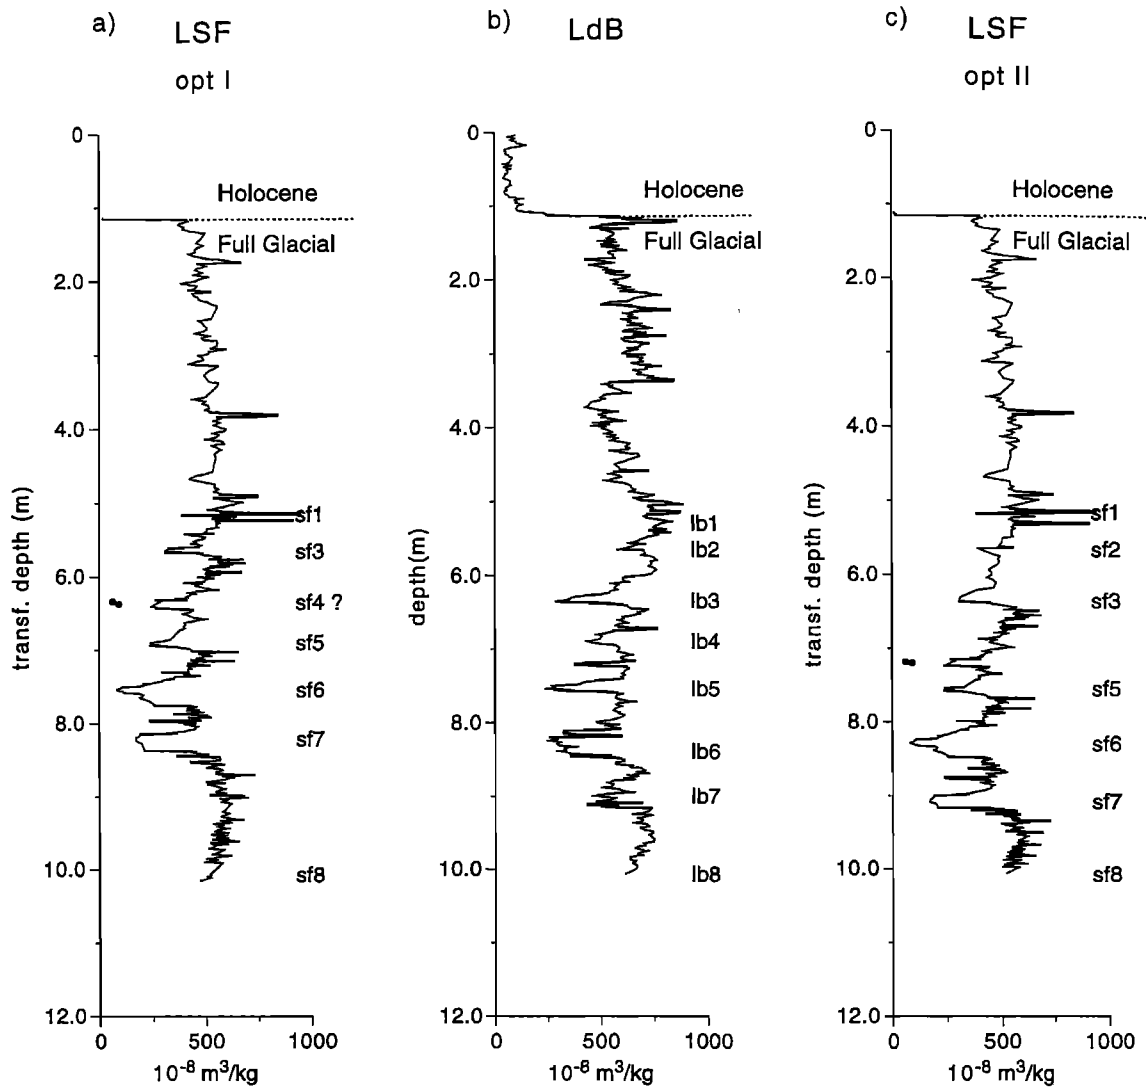 a)
LSF
opt I
0
2.0
4.0
6.0
8.0
10.0
12.0
transf. depth (m)
Holocene
Full Glacial
sf1
sf3
sf4 ?
sf5
sf6
sf7
sf8
0
500
1000
10-8 m3/kg
b)
LdB
0
2.0
4.0
6.0
8.0
10.0
12.0
depth(m)
Holocene
Full Glacial
lb1
lb2
lb3
lb4
lb5
lb6
lb7
lb8
0
500
1000
10-8 m3/kg
c)
LSF
opt II
0
2.0
4.0
6.0
8.0
10.0
12.0
transf. depth (m)
Holocene
Full Glacial
sf1
sf2
sf3
sf5
sf6
sf7
sf8
0
500
1000
10-8 m3/kg